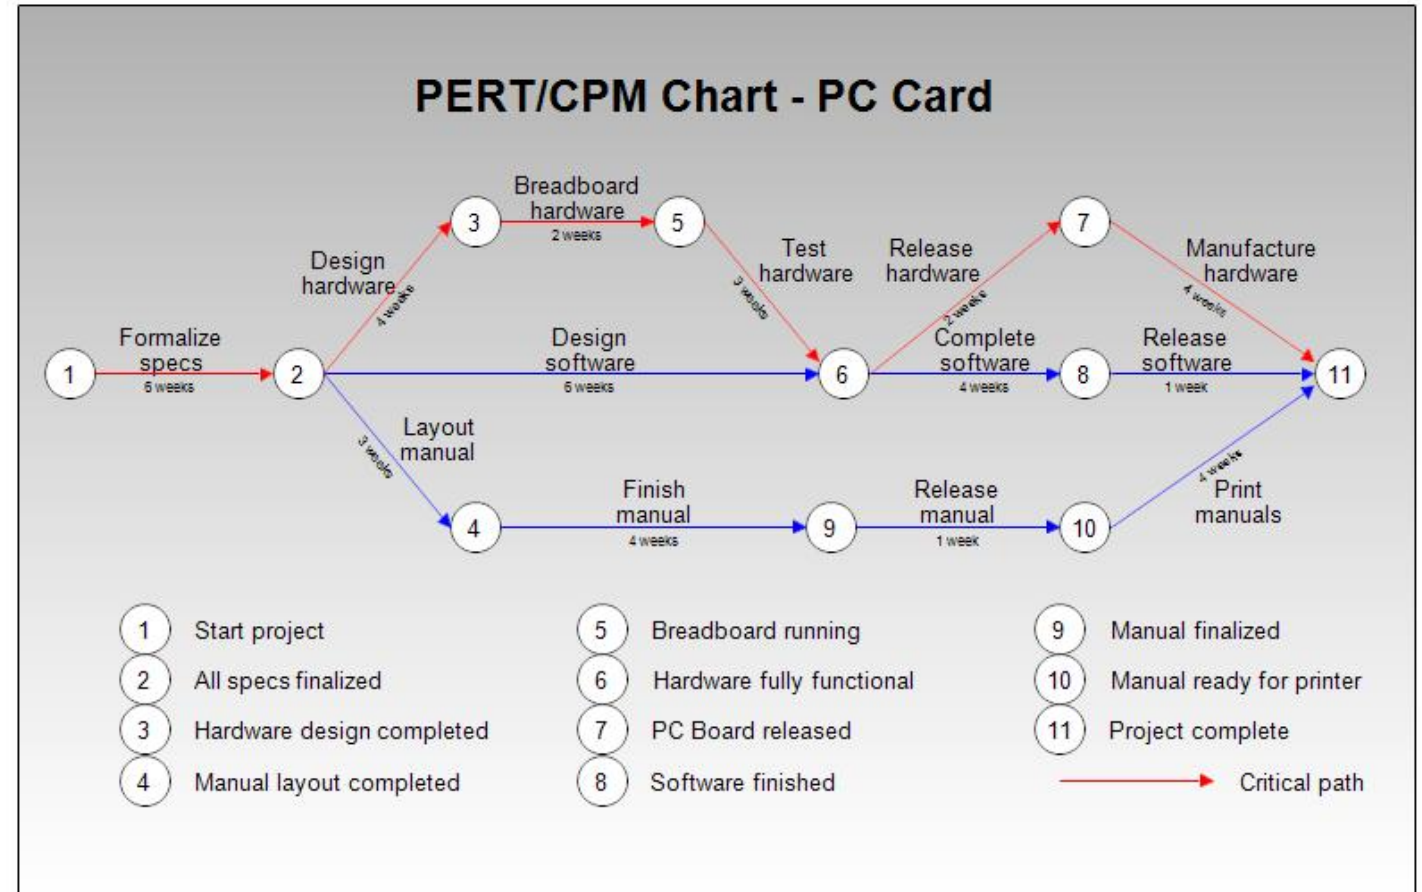 PERT/CPM Chart - PC Card
Breadboard
hardware
2 weeks
3
5
7
Design
hardware
4 weeks
Test
hardware
3 weeks
Release
hardware
2 weeks
Manufacture
hardware
4 weeks
Formalize
specs
6 weeks
Design
software
6 weeks
Complete
software
4 weeks
Release
software
1 week
1
2
6
8
11
Layout
manual
3 weeks
Finish
manual
4 weeks
Release
manual
1 week
4 weeks
Print
manuals
4
9
10
1 Start project
2 All specs finalized
3 Hardware design completed
4 Manual layout completed
5 Breadboard running
6 Hardware fully functional
7 PC Board released
8 Software finished
9 Manual finalized
10 Manual ready for printer
11 Project complete
Critical path